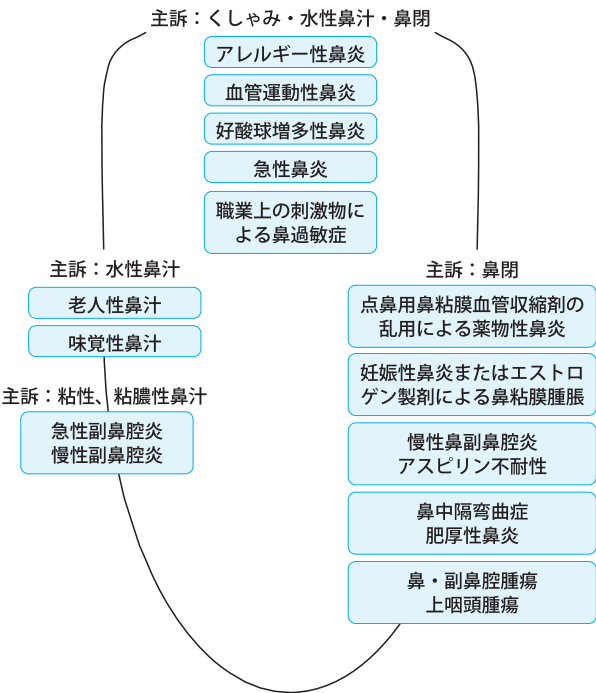 主訴：くしゃみ・水性鼻汁・鼻閉
アレルギー性鼻炎
血管運動性鼻炎
好酸球増多性鼻炎
急性鼻炎
職業上の刺激物に
よる鼻過敏症
主訴：水性鼻汁
老人性鼻汁
味覚性鼻汁
主訴：粘性、粘膿性鼻汁
急性副鼻腔炎
慢性副鼻腔炎
主訴：鼻閉
点鼻用鼻粘膜血管収縮剤の
乱用による薬物性鼻炎
妊娠性鼻炎またはエストロ
ゲン製剤による鼻粘膜腫脹
慢性鼻副鼻腔炎
アスピリン不耐性
鼻中隔弯曲症
肥厚性鼻炎
鼻・副鼻腔腫瘍
上咽頭腫瘍